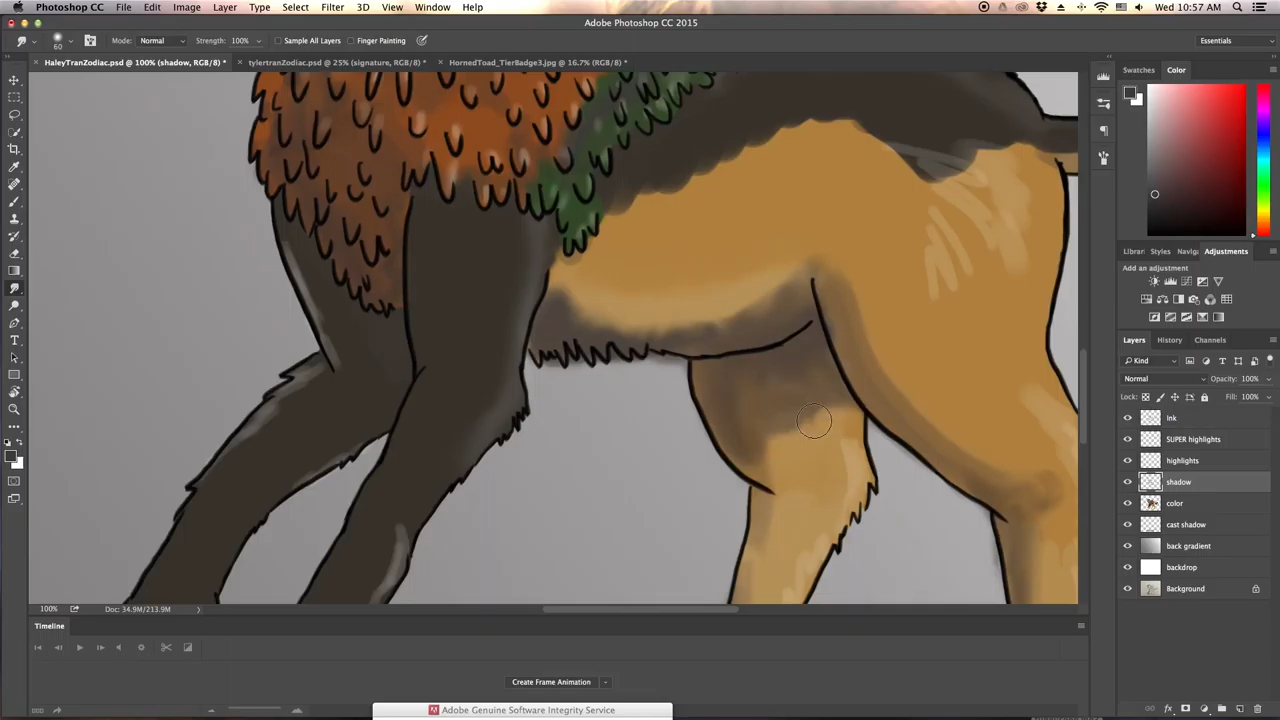 Photoshop CC File Edit Image Layer Type Select Filter 3D View Window Help
Wed 10:57 AM
Adobe Photoshop CC 2015
60 Mode: Normal Strength: 100% Sample All Layers Finger Painting Essentials
HaleyTranZodiac.psd @ 100% (shadow, RGB/8) * tylertranZodiac.psd @ 25% (signature, RGB/8) * HornedToad_TierBadge3.jpg @ 16.7% (RGB/8) *
Swatches Color
Librar Styles Navig Adjustments
Add an adjustment
Layers History Channels
Kind
Normal Opacity: 100%
Lock: Fill: 100%
Ink
SUPER highlights
highlights
shadow
color
cast shadow
back gradient
backdrop
Background
100% Doc: 34.9M/213.9M
Timeline
Create Frame Animation
Adobe Genuine Software Integrity Service